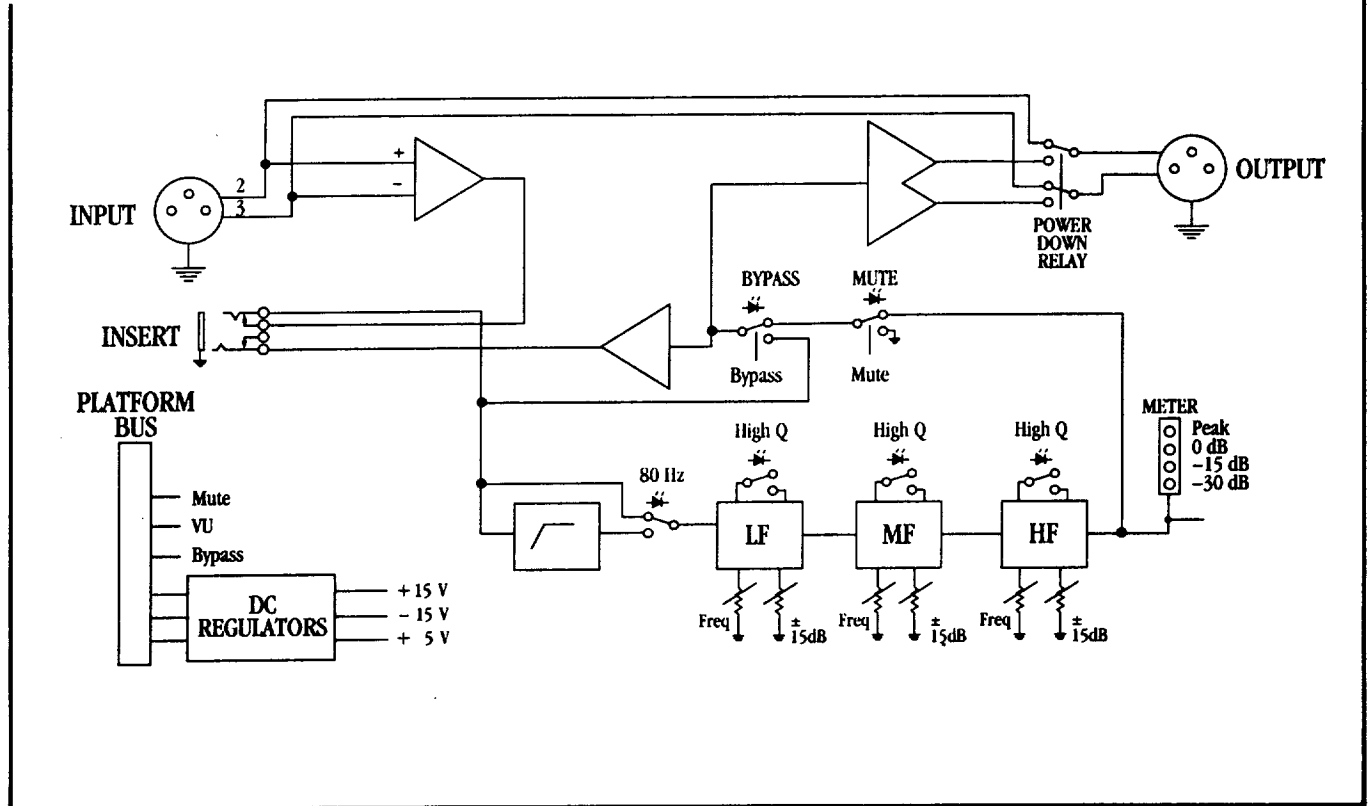 INPUT
2
3
+
−
OUTPUT
POWER
DOWN
RELAY
INSERT
BYPASS
MUTE
Bypass
Mute
PLATFORM
BUS
Mute
VU
Bypass
DC
REGULATORS
+ 15 V
− 15 V
+ 5 V
80 Hz
High Q
High Q
High Q
LF
MF
HF
Freq
±
15dB
Freq
±
15dB
Freq
±
15dB
METER
Peak
0 dB
−15 dB
−30 dB